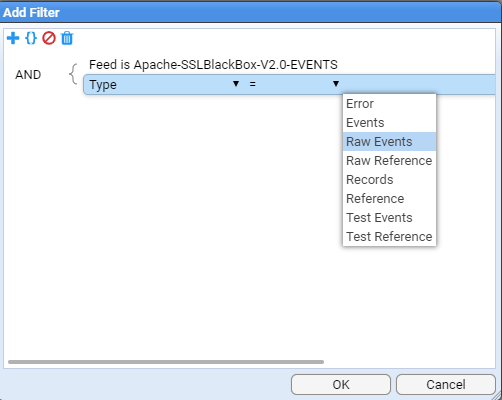 Add Filter
{}
AND
Feed is Apache-SSLBlackBox-V2.0-EVENTS
Type =
Error
Events
Raw Events
Raw Reference
Records
Reference
Test Events
Test Reference
OK
Cancel